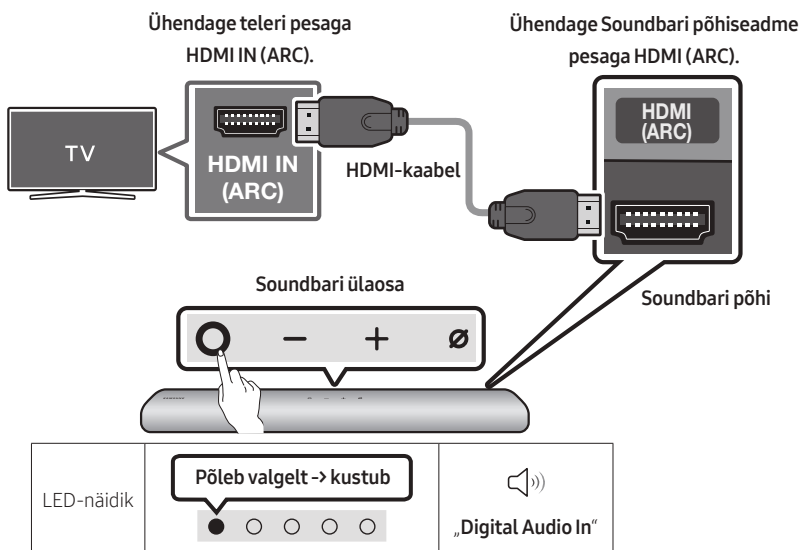 Ühendage teleri pesaga
HDMI IN (ARC).
Ühendage Soundbari põhiseadme
pesaga HDMI (ARC).
TV
HDMI IN
(ARC)
HDMI-kaabel
HDMI
(ARC)
Soundbari ülaosa
Soundbari põhi
LED-näidik
Põleb valgelt -> kustub
„Digital Audio In“